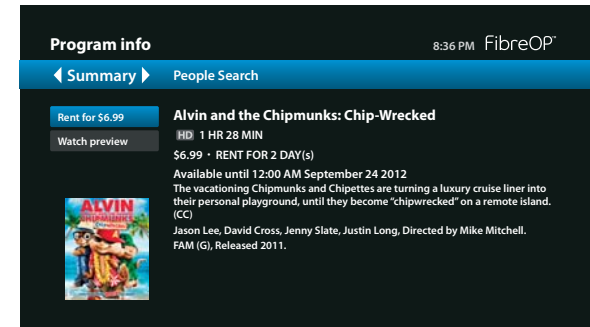 Program info
8:36 PM FibreOP™
Summary
People Search
Rent for $6.99
Watch preview
Alvin and the Chipmunks: Chip-Wrecked
HD 1 HR 28 MIN
$6.99 · RENT FOR 2 DAY(s)
Available until 12:00 AM September 24 2012
The vacationing Chipmunks and Chipettes are turning a luxury cruise liner into
their personal playground, until they become “chipwrecked” on a remote island.
(CC)
Jason Lee, David Cross, Jenny Slate, Justin Long, Directed by Mike Mitchell.
FAM (G), Released 2011.
ALVIN
CHIPMUNKS